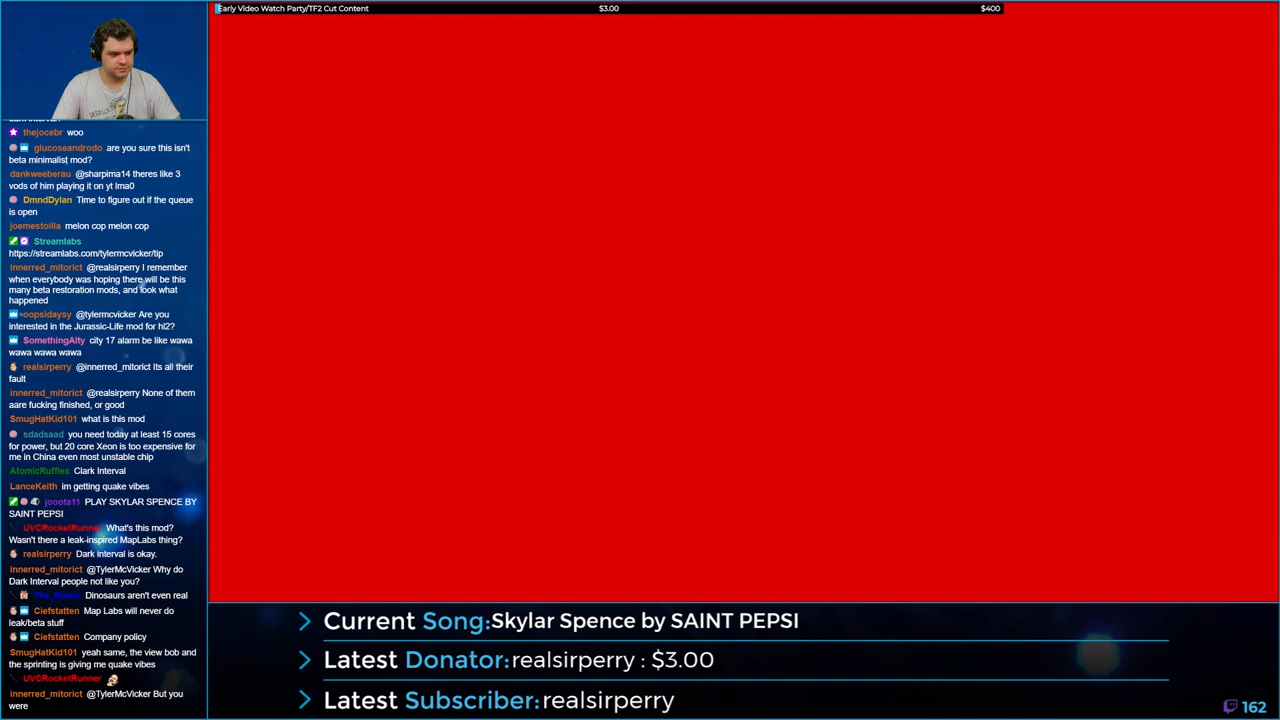 Early Video Watch Party/TF2 Cut Content $3.00 $400
thejocebr woo
glucoseandrodo are you sure this isn't
beta minimalist mod?
dankweeberau @sharpima14 theres like 3
vods of him playing it on yt lma0
DmndDylan Time to figure out if the queue
is open
joemestoilla melon cop melon cop
Streamlabs
https://streamlabs.com/tylermcvicker/tip
innerred_mitorict @realsirperry I remember
when everybody was hoping there will be this
many beta restoration mods, and look what
happened
oopsidaysy @tylermcvicker Are you
interested in the Jurassic-Life mod for hl2?
SomethingAlty city 17 alarm be like wawa
wawa wawa wawa
realsirperry @innerred_mitorict Its all their
fault
innerred_mitorict @realsirperry None of them
aare fucking finished, or good
SmugHatKid101 what is this mod
sdadsaad you need today at least 15 cores
for power, but 20 core Xeon is too expensive for
me in China even most unstable chip
AtomicRuffles Clark Interval
LanceKeith im getting quake vibes
jooota11 PLAY SKYLAR SPENCE BY
SAINT PEPSI
UVCRocketRunner What's this mod?
Wasn't there a leak-inspired MapLabs thing?
realsirperry Dark interval is okay.
innerred_mitorict @TylerMcVicker Why do
Dark Interval people not like you?
Dinosaurs aren't even real
Ciefstatten Map Labs will never do
leak/beta stuff
Ciefstatten Company policy
SmugHatKid101 yeah same, the view bob and
the sprinting is giving me quake vibes
UVCRocketRunner
innerred_mitorict @TylerMcVicker But you
were
Current Song:Skylar Spence by SAINT PEPSI
Latest Donator:realsirperry : $3.00
Latest Subscriber:realsirperry
162